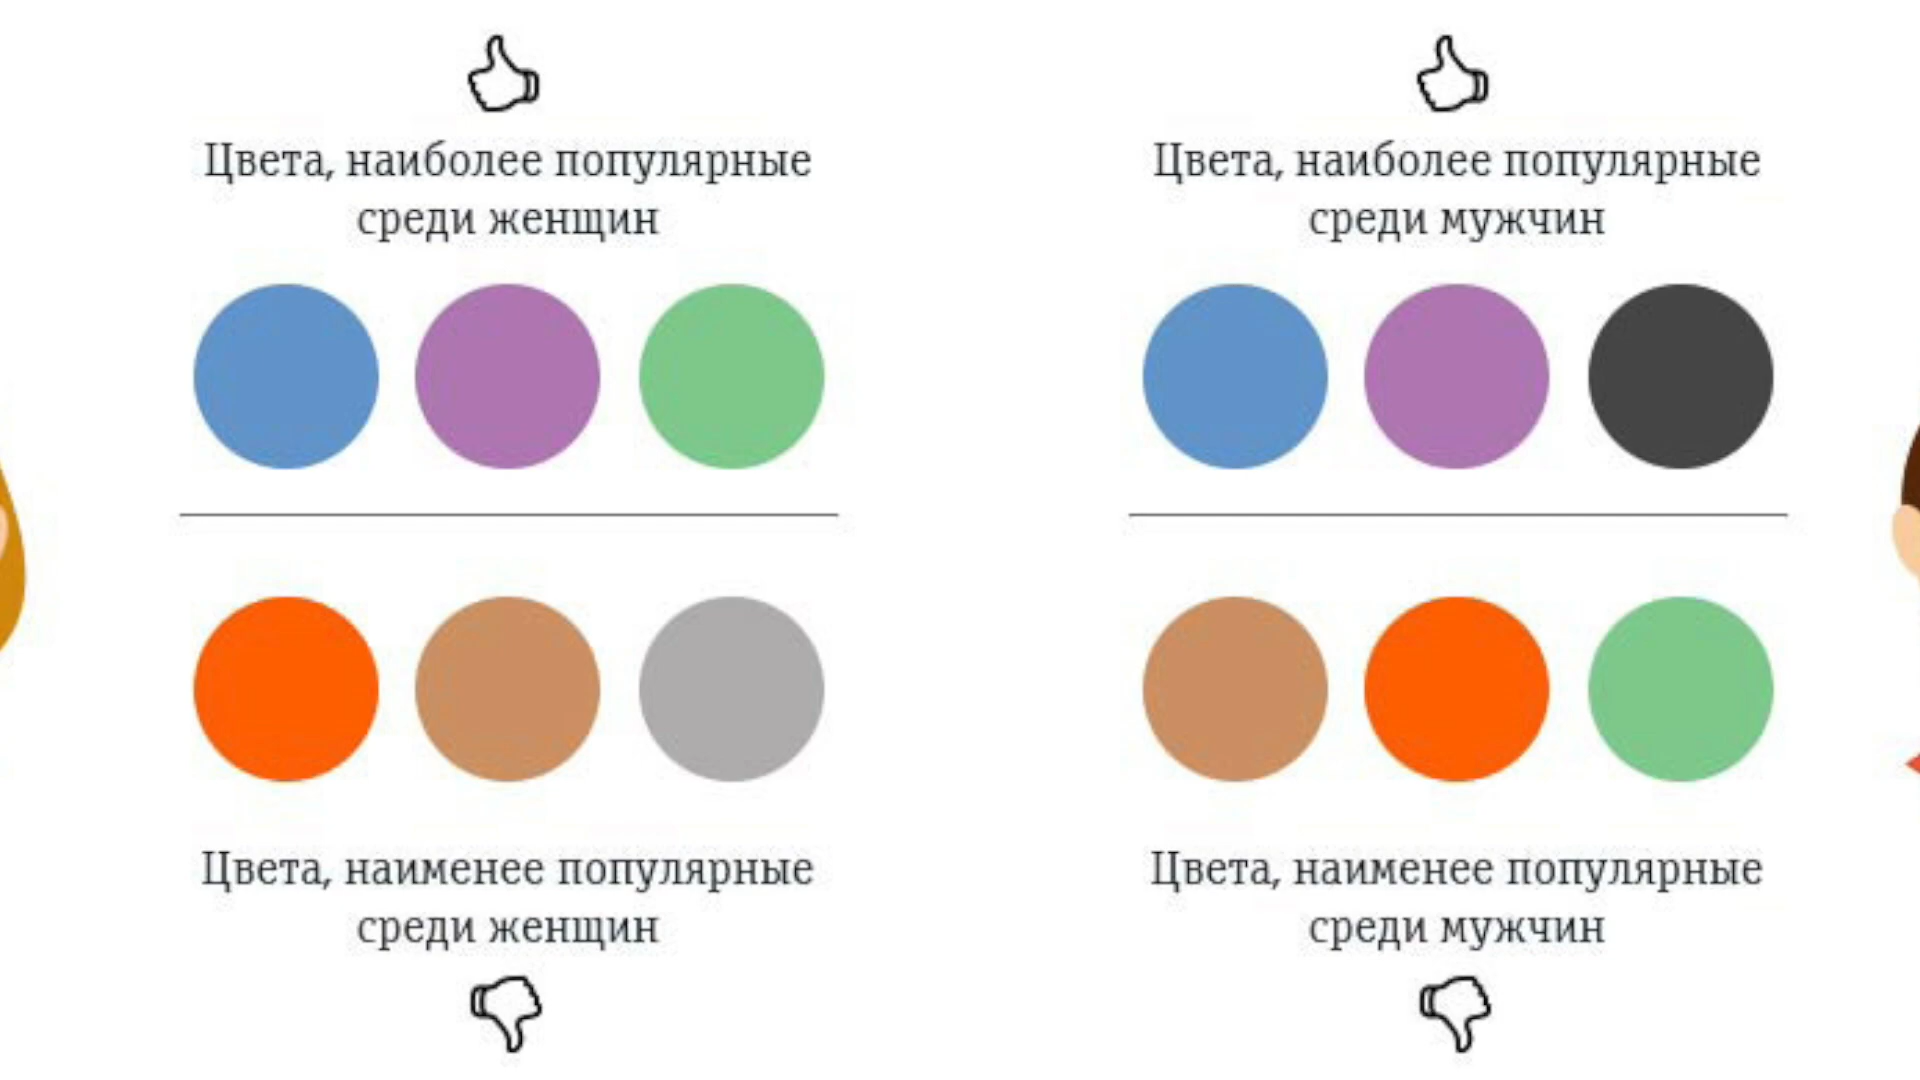 Цвета, наиболее популярные
среди женщин
Цвета, наименее популярные
среди женщин
Цвета, наиболее популярные
среди мужчин
Цвета, наименее популярные
среди мужчин